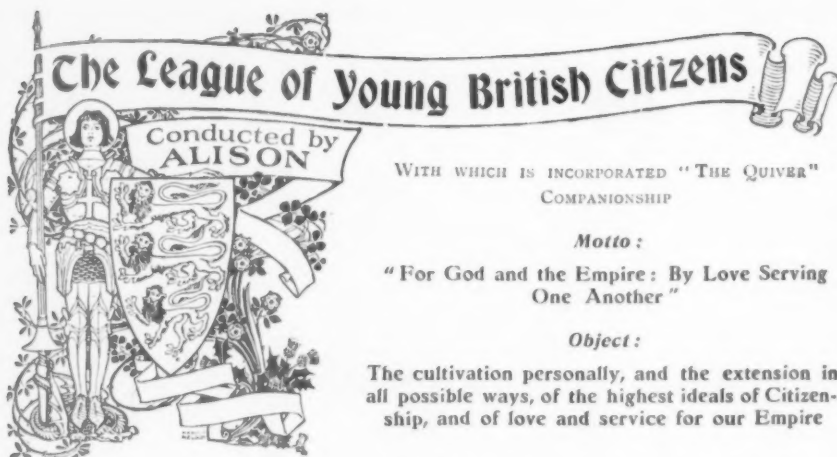 The League of Young British Citizens
Conducted by
ALISON
WITH WHICH IS INCORPORATED "THE QUIVER"
COMPANIONSHIP
Motto:
"For God and the Empire: By Love Serving
One Another"
Object:
The cultivation personally, and the extension in
all possible ways, of the highest ideals of Citizen-
ship, and of love and service for our Empire